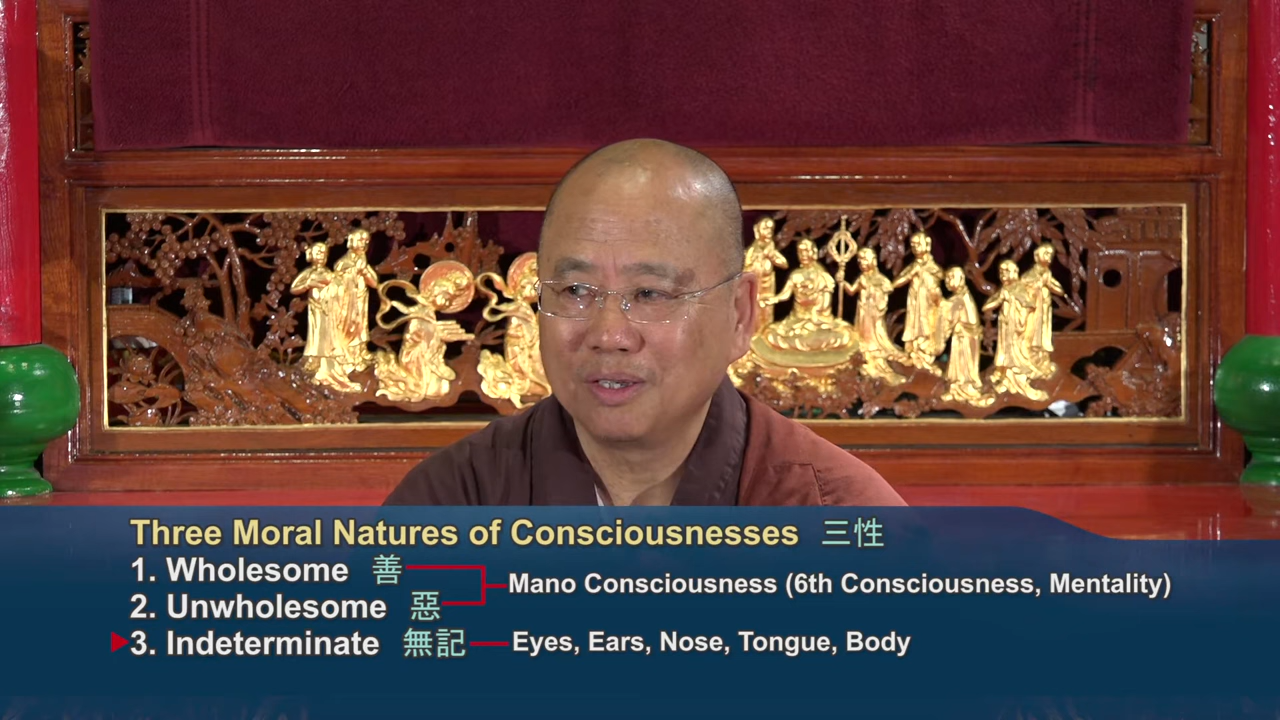 Three Moral Natures of Consciousnesses 三性
1. Wholesome 善
2. Unwholesome 惡
Mano Consciousness (6th Consciousness, Mentality)
3. Indeterminate 無記 Eyes, Ears, Nose, Tongue, Body